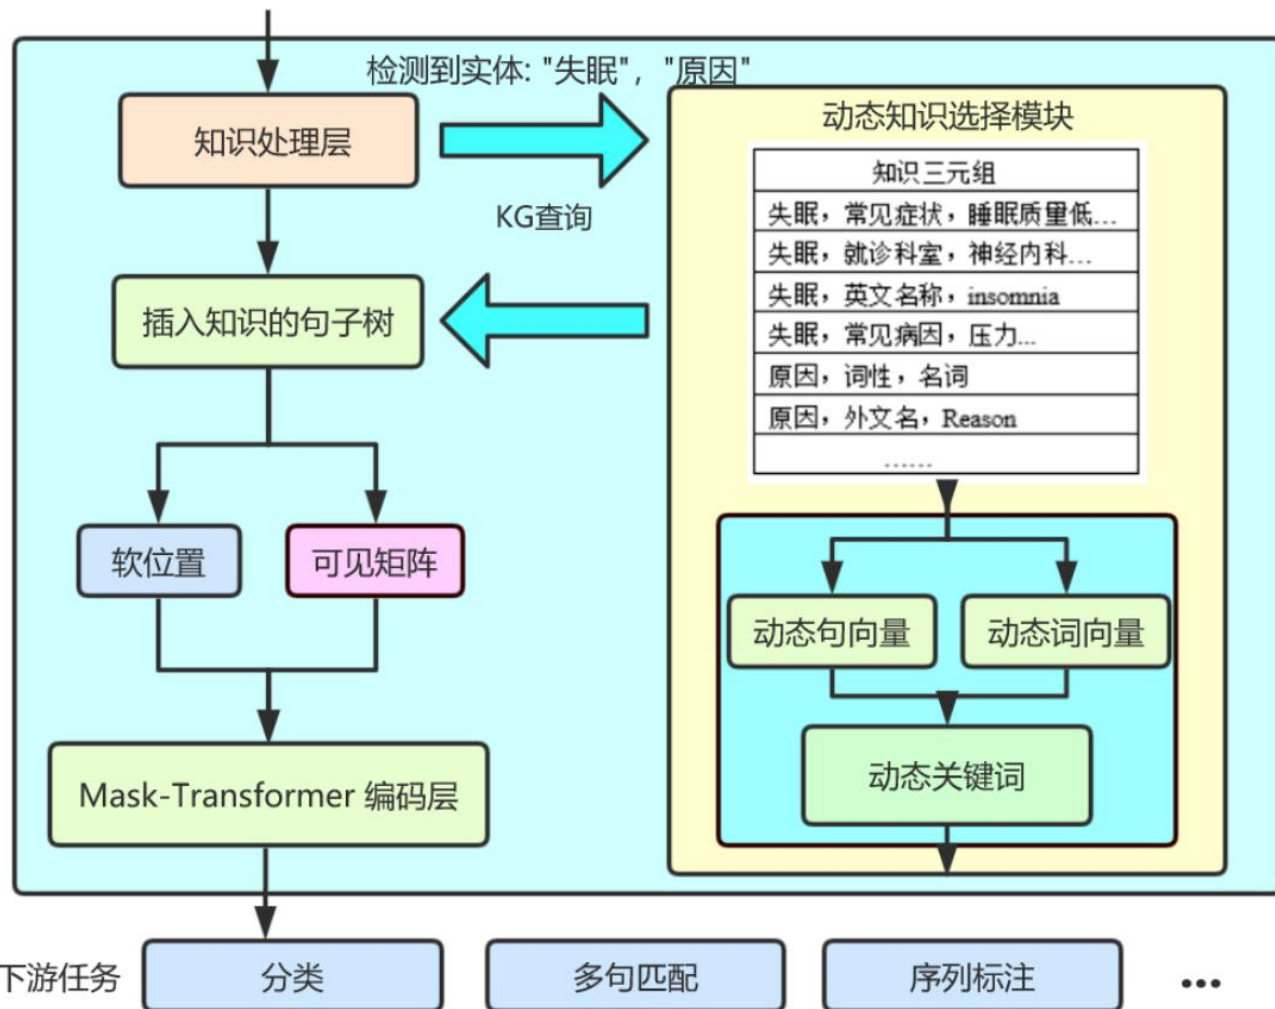 检测到实体: "失眠", "原因"
知识处理层
KG查询
插入知识的句子树
软位置
可见矩阵
Mask-Transformer 编码层
动态知识选择模块
知识三元组
失眠，常见症状，睡眠质量低...
失眠，就诊科室，神经内科...
失眠，英文名称，insomnia
失眠，常见病因，压力...
原因，词性，名词
原因，外文名，Reason
......
动态句向量
动态词向量
动态关键词
下游任务
分类
多句匹配
序列标注
...